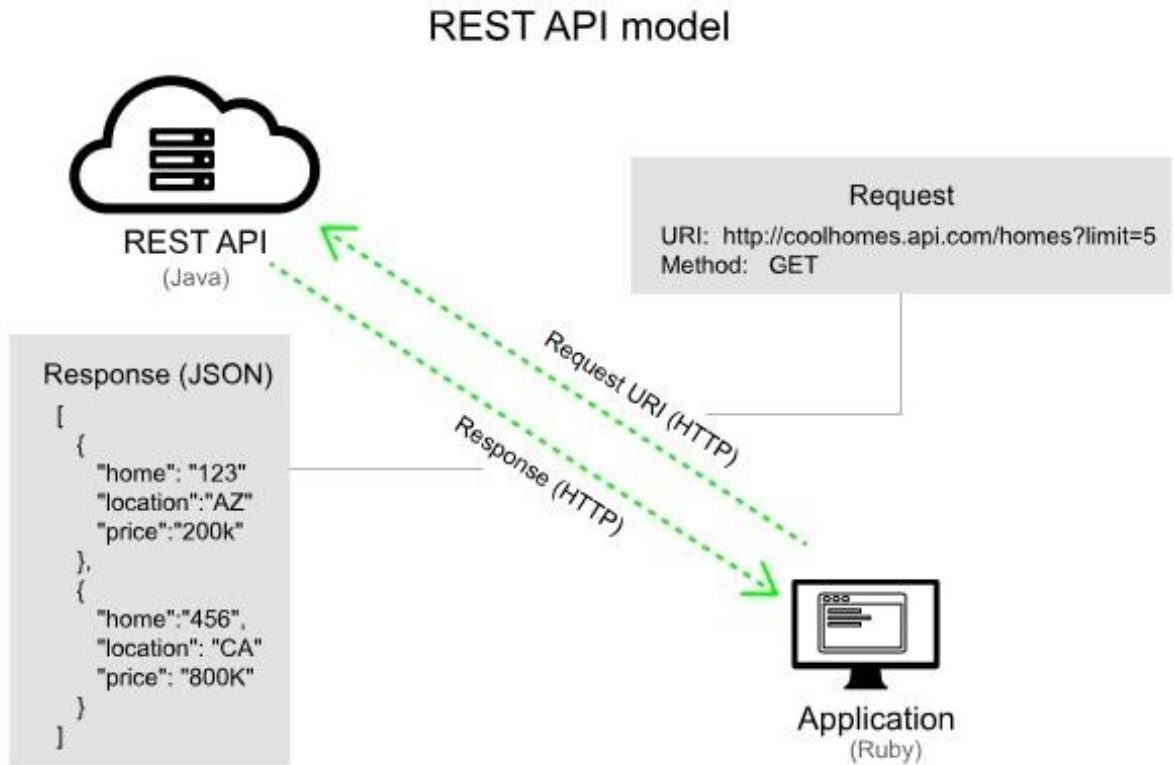 REST API model
REST API
(Java)
Request
URI:  http://coolhomes.api.com/homes?limit=5
Method:   GET
Request URI (HTTP)
Response (HTTP)
Response (JSON)
[
{
"home": "123"
"location":"AZ"
"price":"200k"
},
{
"home":"456",
"location": "CA"
"price": "800K"
}
]
Application
(Ruby)